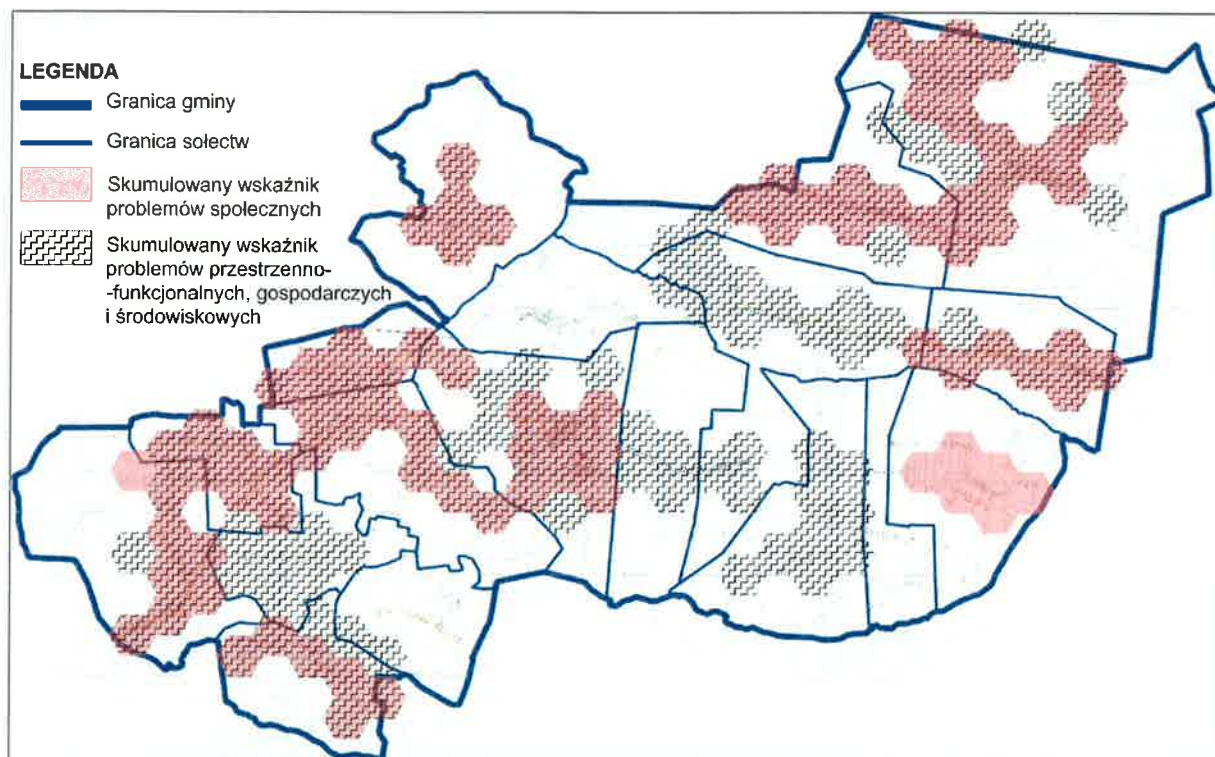 LEGENDA
Granica gminy
Granica sołectw
Skumulowany wskaźnik
problemów społecznych
Skumulowany wskaźnik
problemów przestrzenno-
-funkcjonalnych, gospodarczych
i środowiskowych